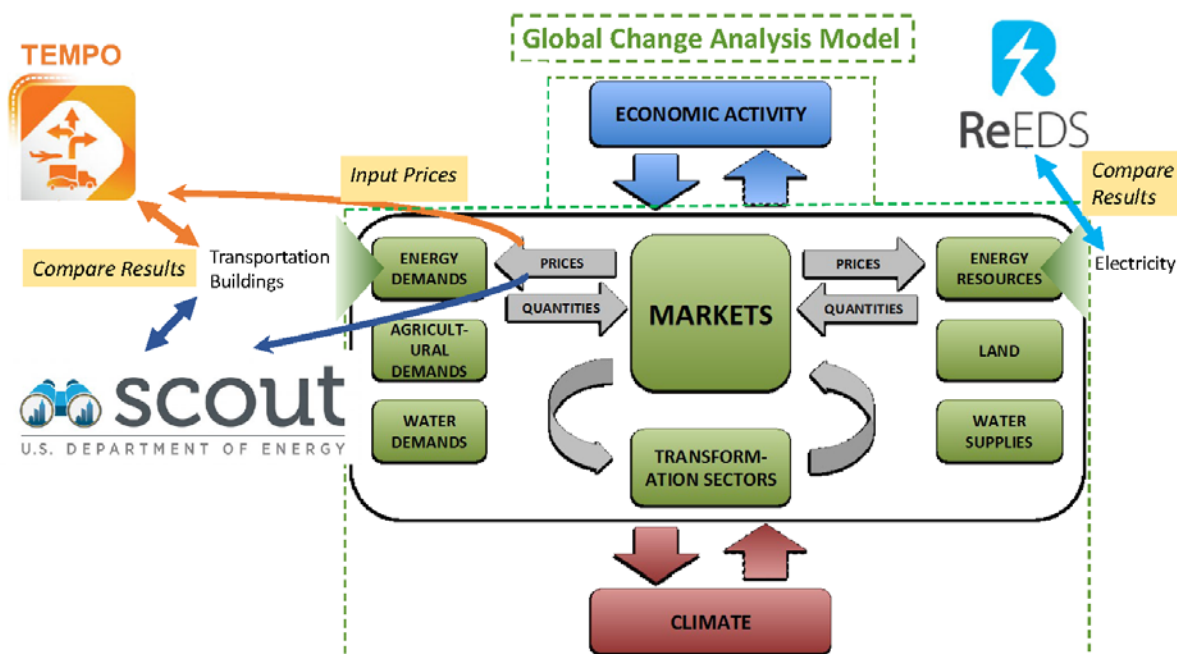 Global Change Analysis Model
TEMPO
ReEDS
ECONOMIC ACTIVITY
Input Prices
Compare
Results
Compare Results
Transportation
Buildings
ENERGY
DEMANDS
PRICES
QUANTITIES
MARKETS
PRICES
QUANTITIES
ENERGY
RESOURCES
Electricity
AGRICULT-
URAL
DEMANDS
LAND
scout
U.S. DEPARTMENT OF ENERGY
WATER
DEMANDS
TRANSFORM-
ATION SECTORS
WATER
SUPPLIES
CLIMATE